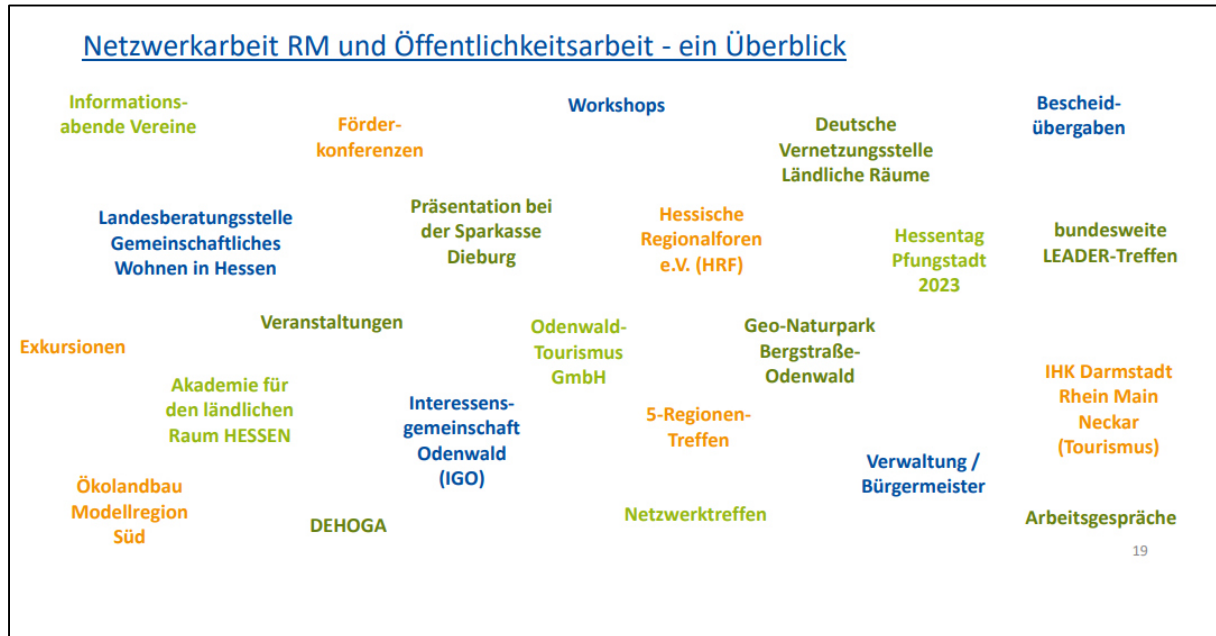 Netzwerkarbeit RM und Öffentlichkeitsarbeit - ein Überblick
Informations-
abende Vereine
Förder-
konferenzen
Workshops
Deutsche
Vernetzungsstelle
Ländliche Räume
Bescheid-
übergaben
Landesberatungsstelle
Gemeinschaftliches
Wohnen in Hessen
Präsentation bei
der Sparkasse
Dieburg
Hessische
Regionalforen
e.V. (HRF)
Hessentag
Pfungstadt
2023
bundesweite
LEADER-Treffen
Exkursionen
Veranstaltungen
Odenwald-
Tourismus
GmbH
Geo-Naturpark
Bergstraße-
Odenwald
Akademie für
den ländlichen
Raum HESSEN
Interessens-
gemeinschaft
Odenwald
(IGO)
5-Regionen-
Treffen
IHK Darmstadt
Rhein Main
Neckar
(Tourismus)
Verwaltung /
Bürgermeister
Ökolandbau
Modellregion
Süd
DEHOGA
Netzwerktreffen
Arbeitsgespräche
19